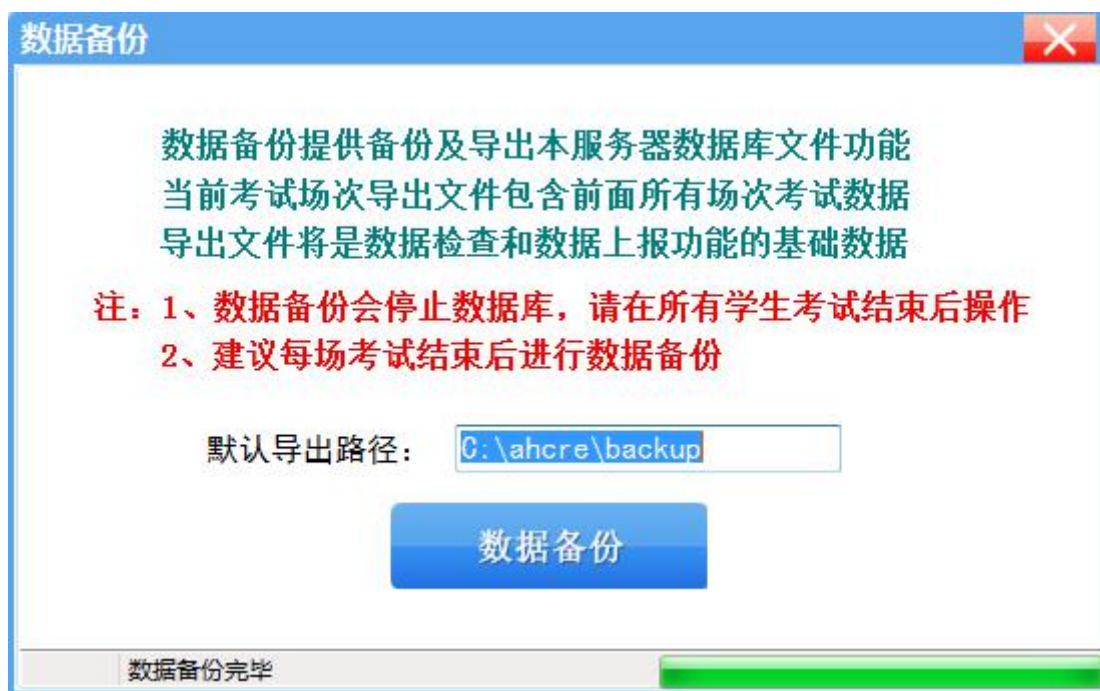 数据备份
数据备份提供备份及导出本服务器数据库文件功能
当前考试场次导出文件包含前面所有场次考试数据
导出文件将是数据检查和数据上报功能的基础数据
注：1、数据备份会停止数据库，请在所有学生考试结束后操作
2、建议每场考试结束后进行数据备份
默认导出路径： C:\ahcre\backup
数据备份
数据备份完毕